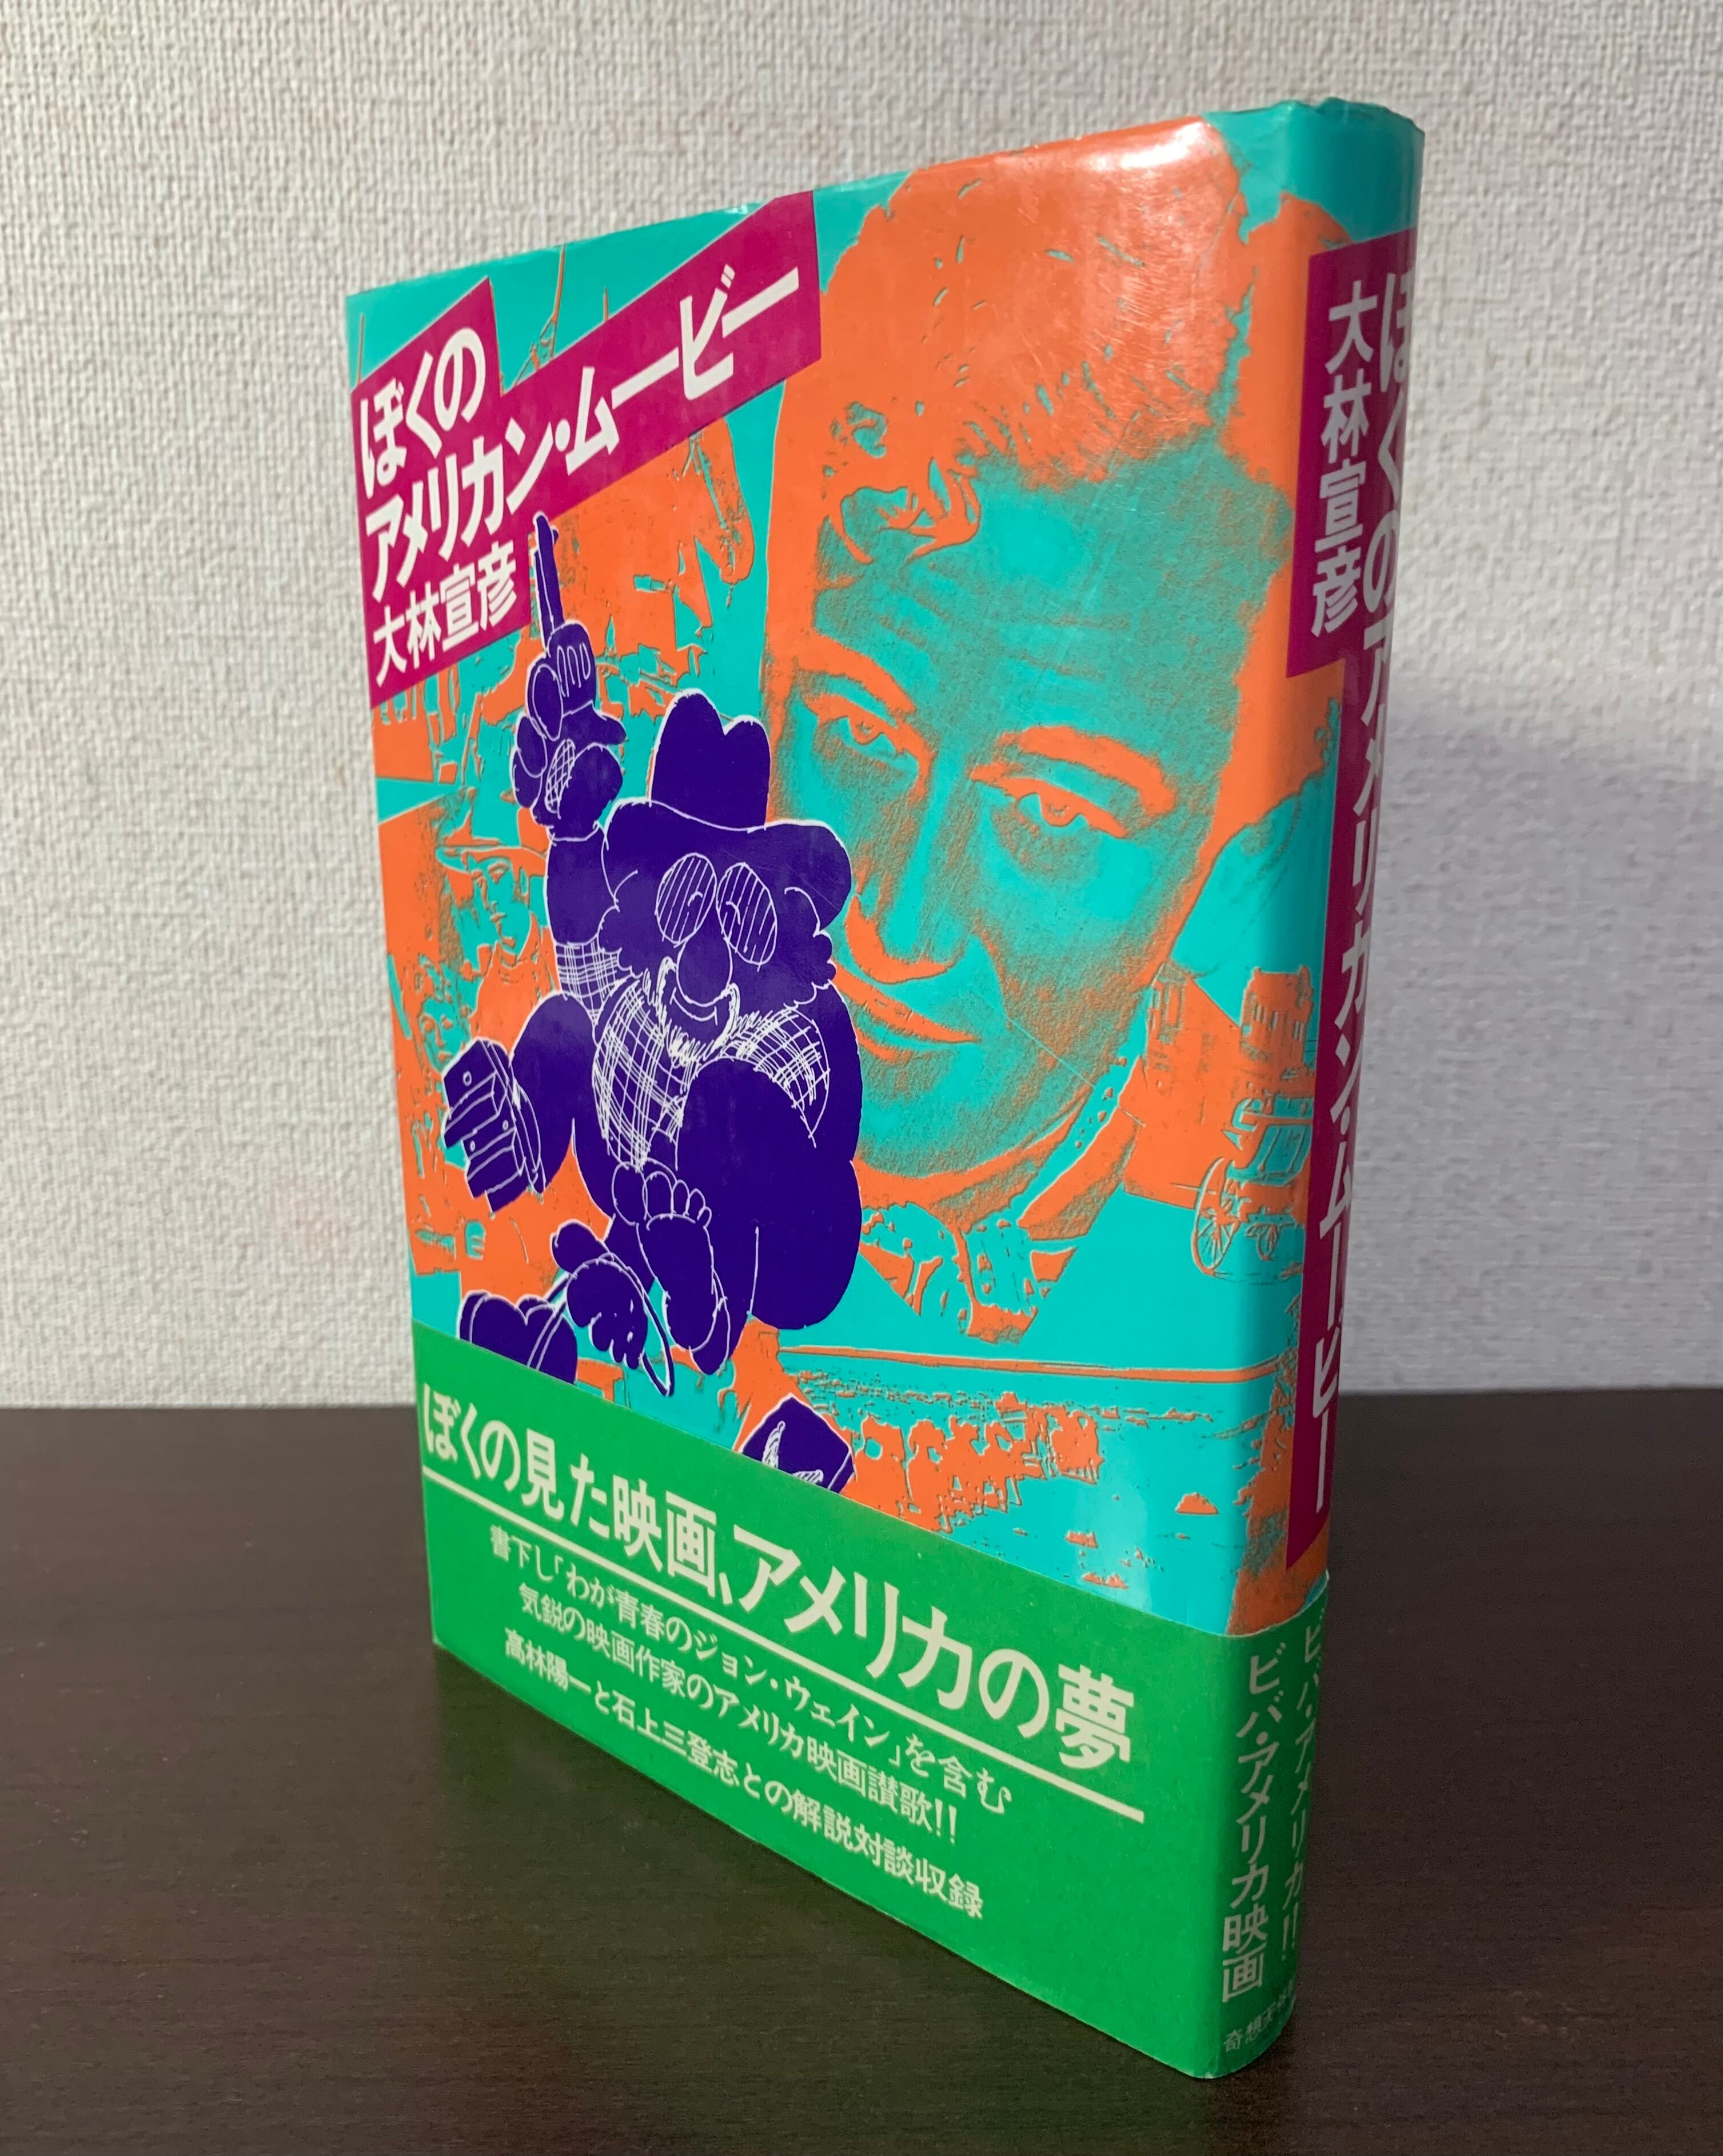 ぼくの
アメリカン・ムービー
大林宣彦
ぼくの見た映画、アメリカの夢
書下し「わが青春のジョン・ウェイン」を含む
気鋭の映画作家のアメリカ映画讃歌!!
高林陽一と石上三登志との解説対談収録
ぼくのアメリカン・ムービー
大林宣彦
ビバ・アメリカ!!
ビバ・アメリカ映画
奇想天